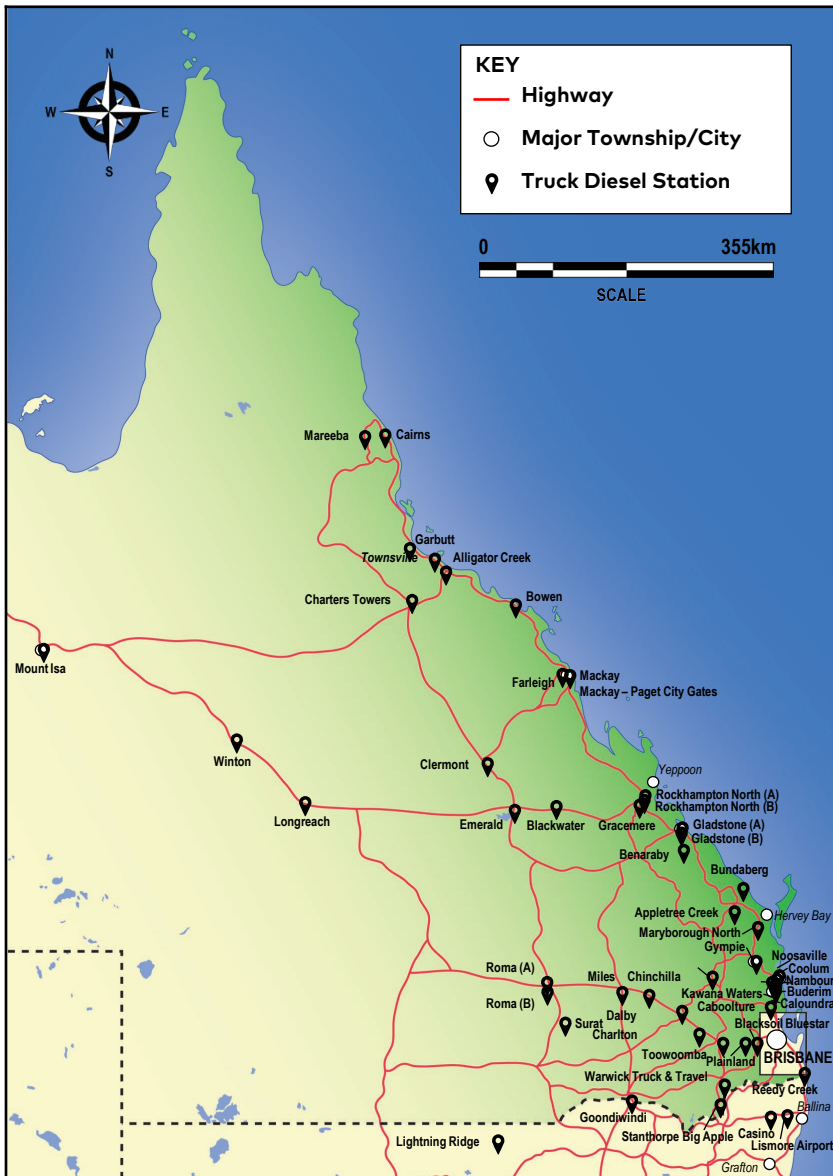 N
W
E
S
KEY
Highway
Major Township/City
Truck Diesel Station
0
355km
SCALE
Mareeba
Cairns
Garbutt
Townsville
Alligator Creek
Charters Towers
Bowen
Mount Isa
Farleigh
Mackay
Mackay – Paget City Gates
Winton
Clermont
Yeppoon
Rockhampton North (A)
Rockhampton North (B)
Longreach
Emerald
Blackwater
Gracemere
Gladstone (A)
Gladstone (B)
Benaraby
Bundaberg
Appletree Creek
Hervey Bay
Maryborough North
Gympie
Noosaville
Coolum
Nambour
Roma (A)
Miles
Chinchilla
Kawana Waters
Buderim
Roma (B)
Caboolture
Caloundra
Dalby
Surat
Charlton
Blacksoil Bluestar
Toowoomba
Plainland
BRISBANE
Warwick Truck & Travel
Reedy Creek
Goondiwindi
Ballina
Stanthorpe Big Apple
Casino
Lightning Ridge
Lismore Airport
Grafton